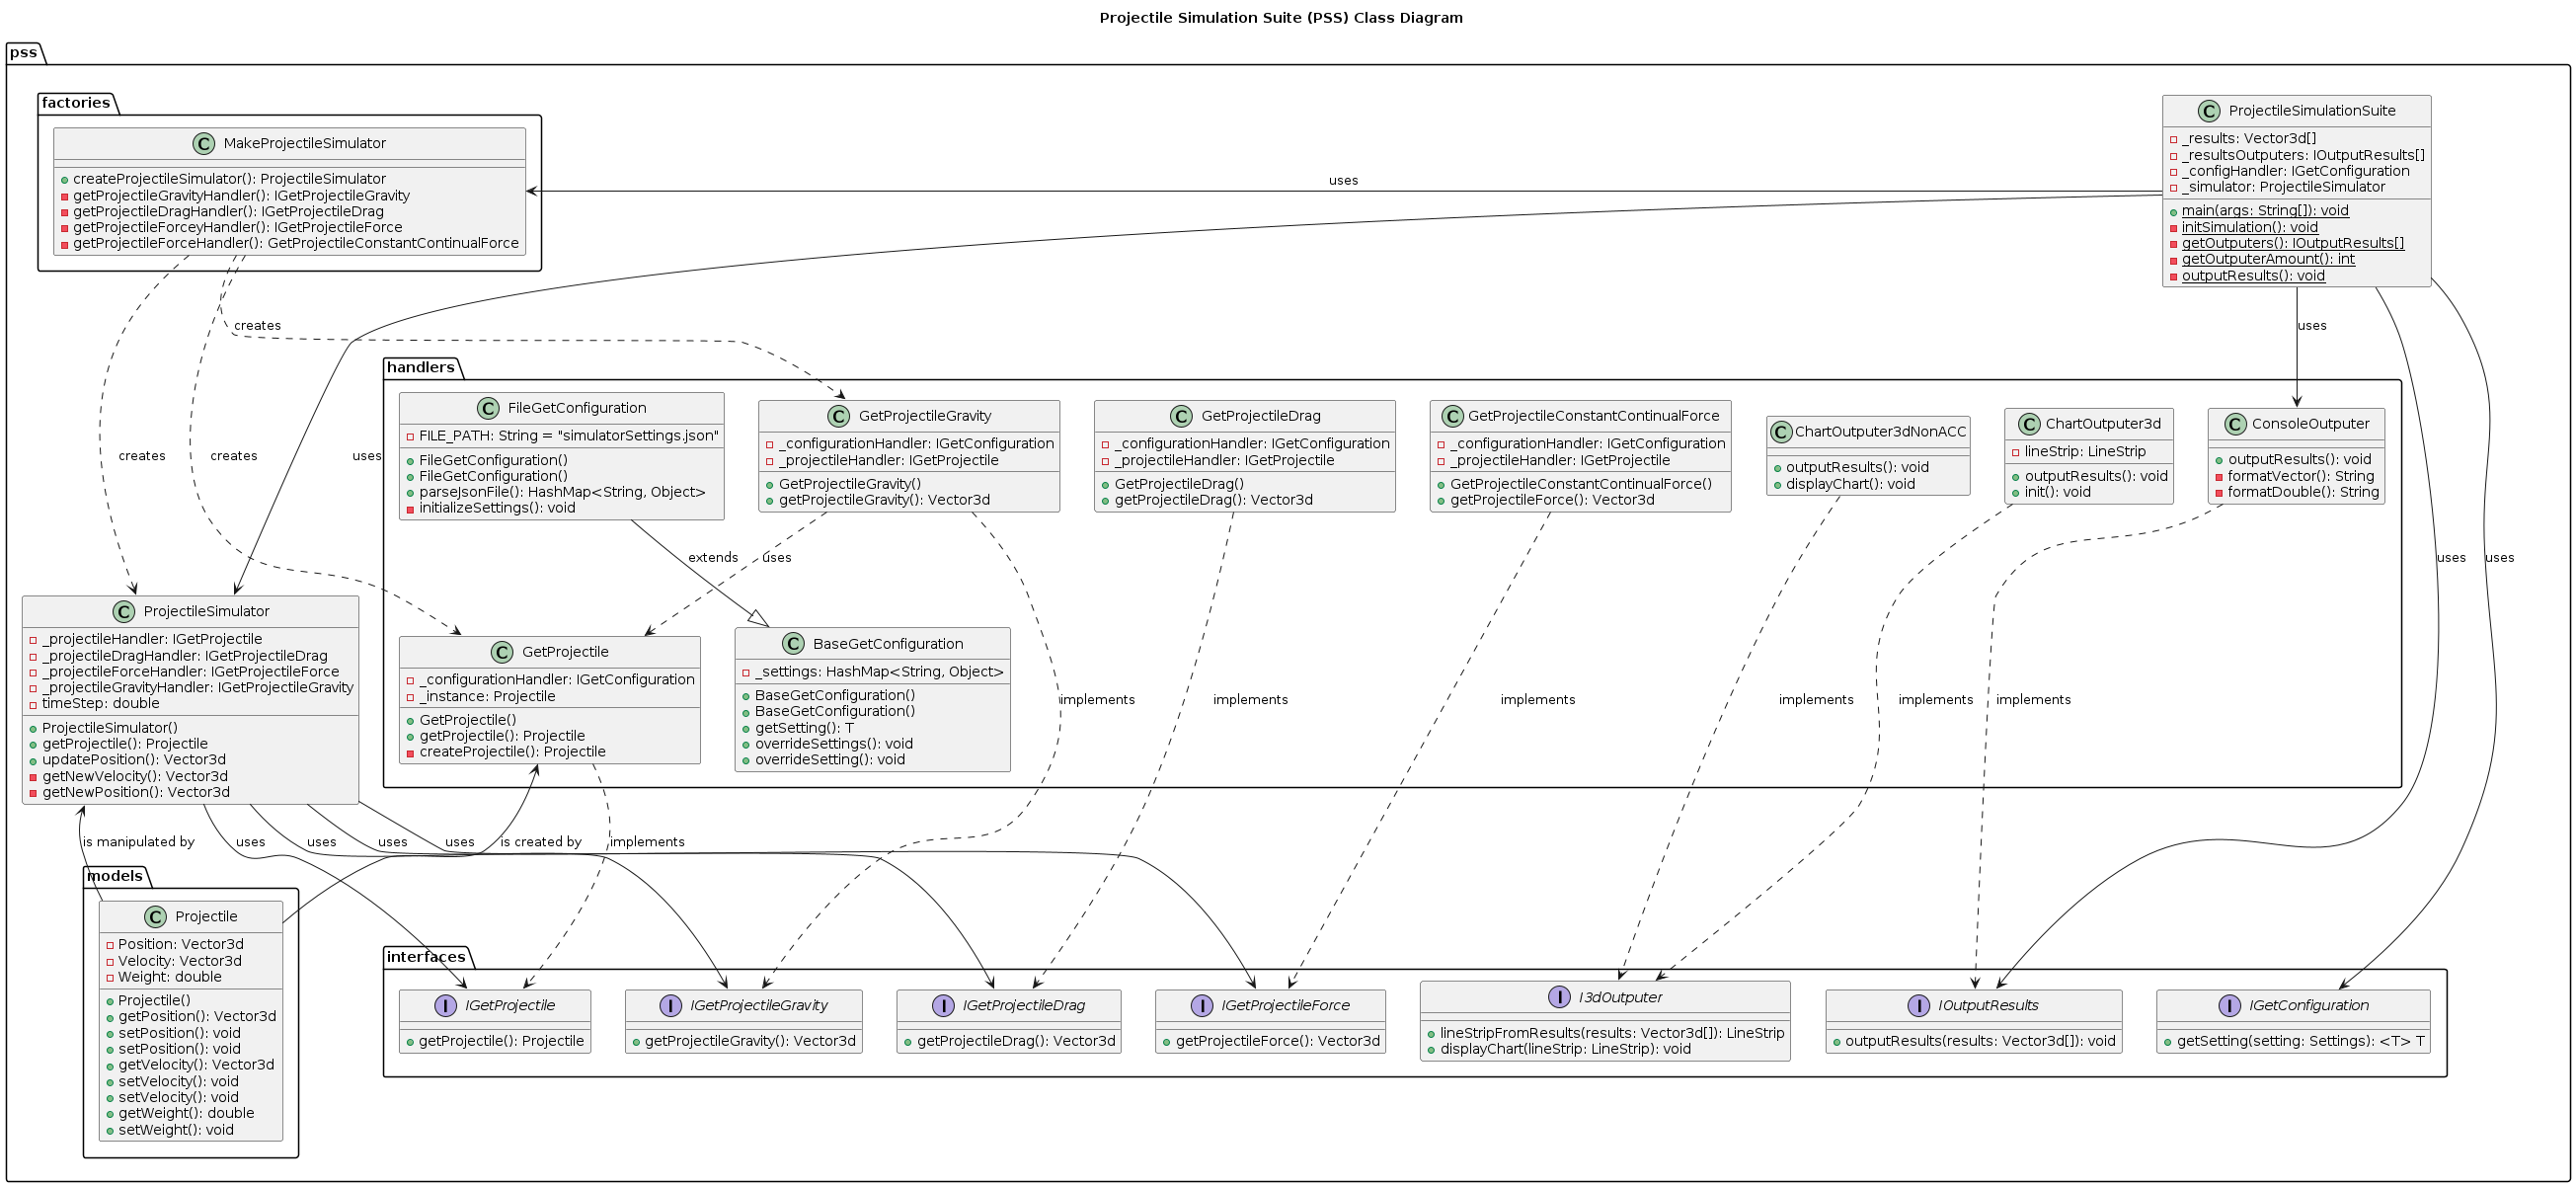 Projectile Simulation Suite (PSS) Class Diagram
pss
factories
MakeProjectileSimulator
createProjectileSimulator(): ProjectileSimulator
getProjectileGravityHandler(): IGetProjectileGravity
getProjectileDragHandler(): IGetProjectileDrag
getProjectileForceyHandler(): IGetProjectileForce
getProjectileForceHandler(): GetProjectileConstantContinualForce
ProjectileSimulationSuite
_results: Vector3d[]
_resultsOutputers: IOutputResults[]
_configHandler: IGetConfiguration
_simulator: ProjectileSimulator
main(args: String[]): void
initSimulation(): void
getOutputers(): IOutputResults[]
getOutputerAmount(): int
outputResults(): void
uses
creates
uses
handlers
FileGetConfiguration
FILE_PATH: String = "simulatorSettings.json"
FileGetConfiguration()
FileGetConfiguration()
parseJsonFile(): HashMap<String, Object>
initializeSettings(): void
GetProjectileGravity
_configurationHandler: IGetConfiguration
_projectileHandler: IGetProjectile
GetProjectileGravity()
getProjectileGravity(): Vector3d
GetProjectileDrag
_configurationHandler: IGetConfiguration
_projectileHandler: IGetProjectile
GetProjectileDrag()
getProjectileDrag(): Vector3d
GetProjectileConstantContinualForce
_configurationHandler: IGetConfiguration
_projectileHandler: IGetProjectile
GetProjectileConstantContinualForce()
getProjectileForce(): Vector3d
ChartOutputer3dNonACC
outputResults(): void
displayChart(): void
ChartOutputer3d
lineStrip: LineStrip
outputResults(): void
init(): void
ConsoleOutputer
outputResults(): void
formatVector(): String
formatDouble(): String
creates
creates
uses
extends
uses
uses
uses
ProjectileSimulator
_projectileHandler: IGetProjectile
_projectileDragHandler: IGetProjectileDrag
_projectileForceHandler: IGetProjectileForce
_projectileGravityHandler: IGetProjectileGravity
timeStep: double
ProjectileSimulator()
getProjectile(): Projectile
updatePosition(): Vector3d
getNewVelocity(): Vector3d
getNewPosition(): Vector3d
GetProjectile
_configurationHandler: IGetConfiguration
_instance: Projectile
GetProjectile()
getProjectile(): Projectile
createProjectile(): Projectile
BaseGetConfiguration
_settings: HashMap<String, Object>
BaseGetConfiguration()
BaseGetConfiguration()
getSetting(): T
overrideSettings(): void
overrideSetting(): void
implements
implements
implements
implements
implements
implements
is manipulated by
uses
uses
uses
uses
is created by
implements
models
Projectile
Position: Vector3d
Velocity: Vector3d
Weight: double
Projectile()
getPosition(): Vector3d
setPosition(): void
setPosition(): void
getVelocity(): Vector3d
setVelocity(): void
setVelocity(): void
getWeight(): double
setWeight(): void
interfaces
IGetProjectile
getProjectile(): Projectile
IGetProjectileGravity
getProjectileGravity(): Vector3d
IGetProjectileDrag
getProjectileDrag(): Vector3d
IGetProjectileForce
getProjectileForce(): Vector3d
I3dOutputer
lineStripFromResults(results: Vector3d[]): LineStrip
displayChart(lineStrip: LineStrip): void
IOutputResults
outputResults(results: Vector3d[]): void
IGetConfiguration
getSetting(setting: Settings): <T> T